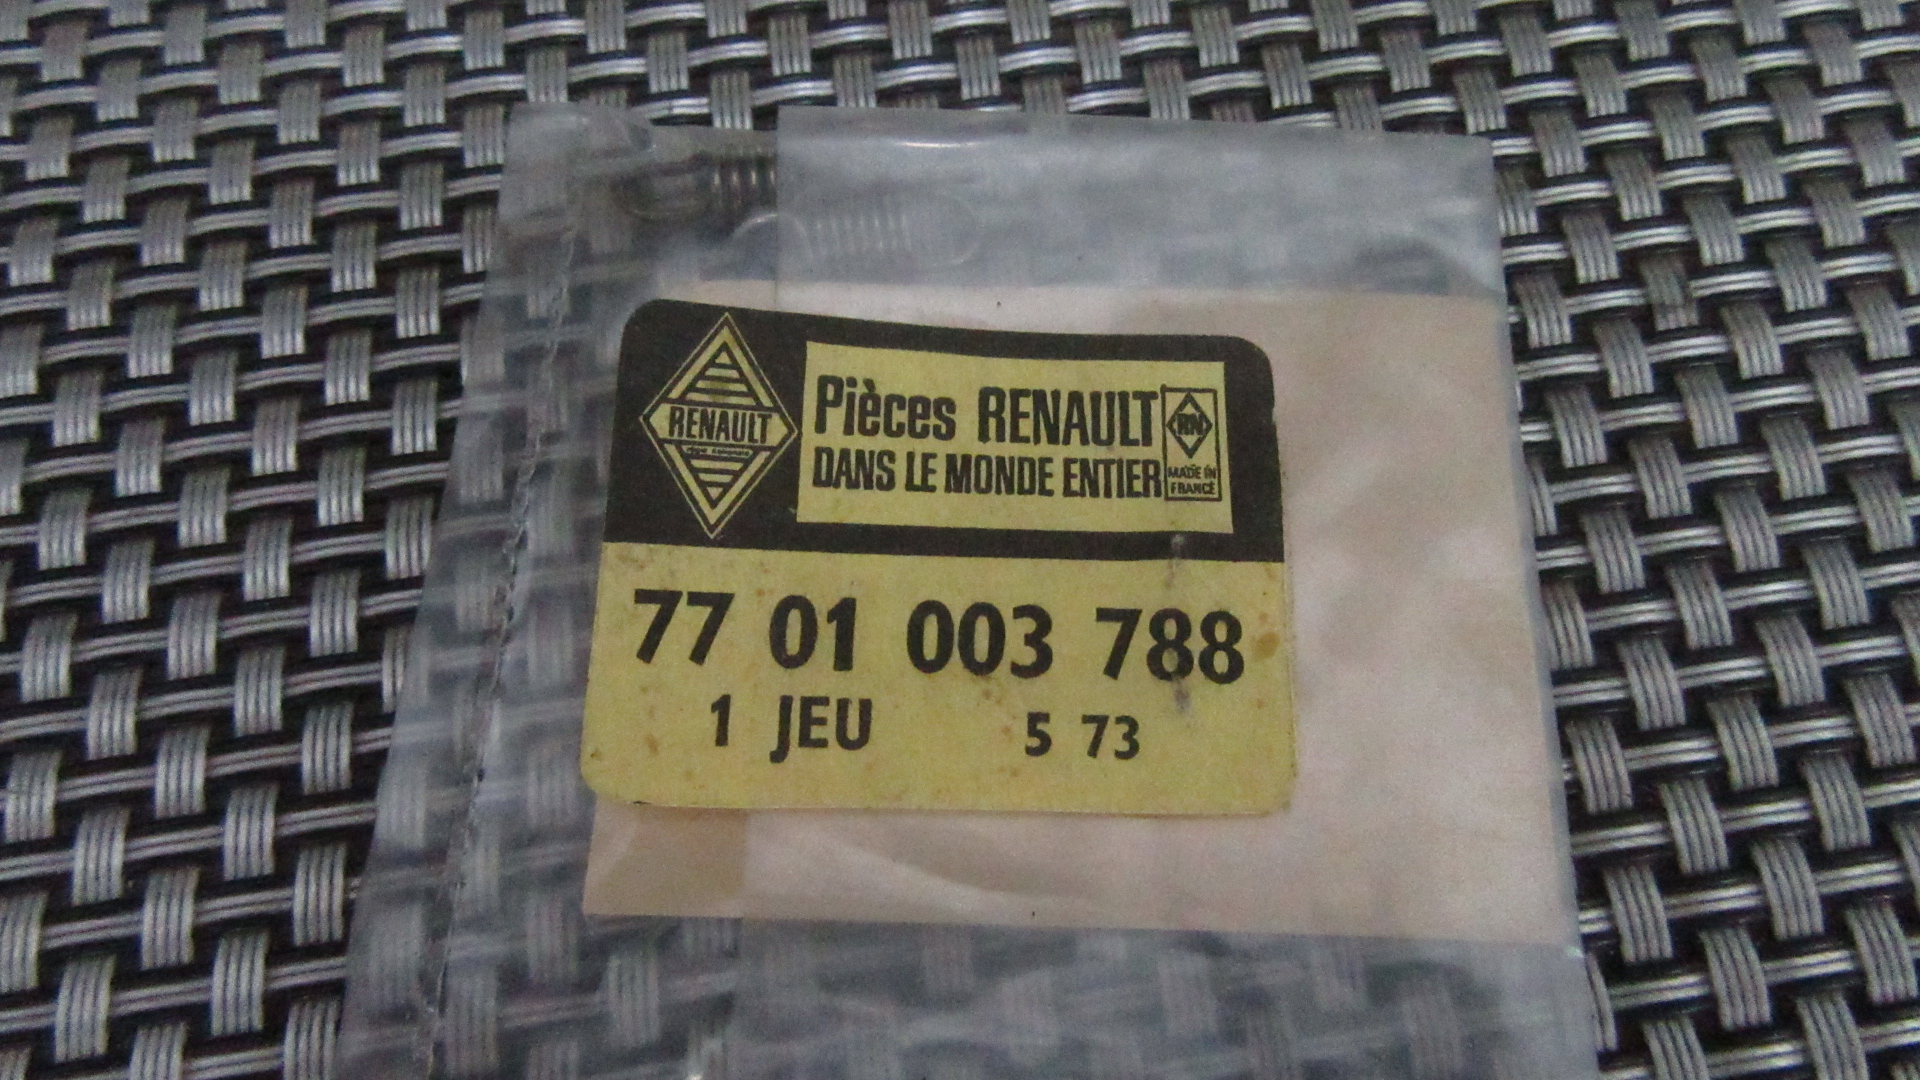 RENAULT
Pièces RENAULT
DANS LE MONDE ENTIER
RN
MADE IN
FRANCE
77 01 003 788
1 JEU 5 73